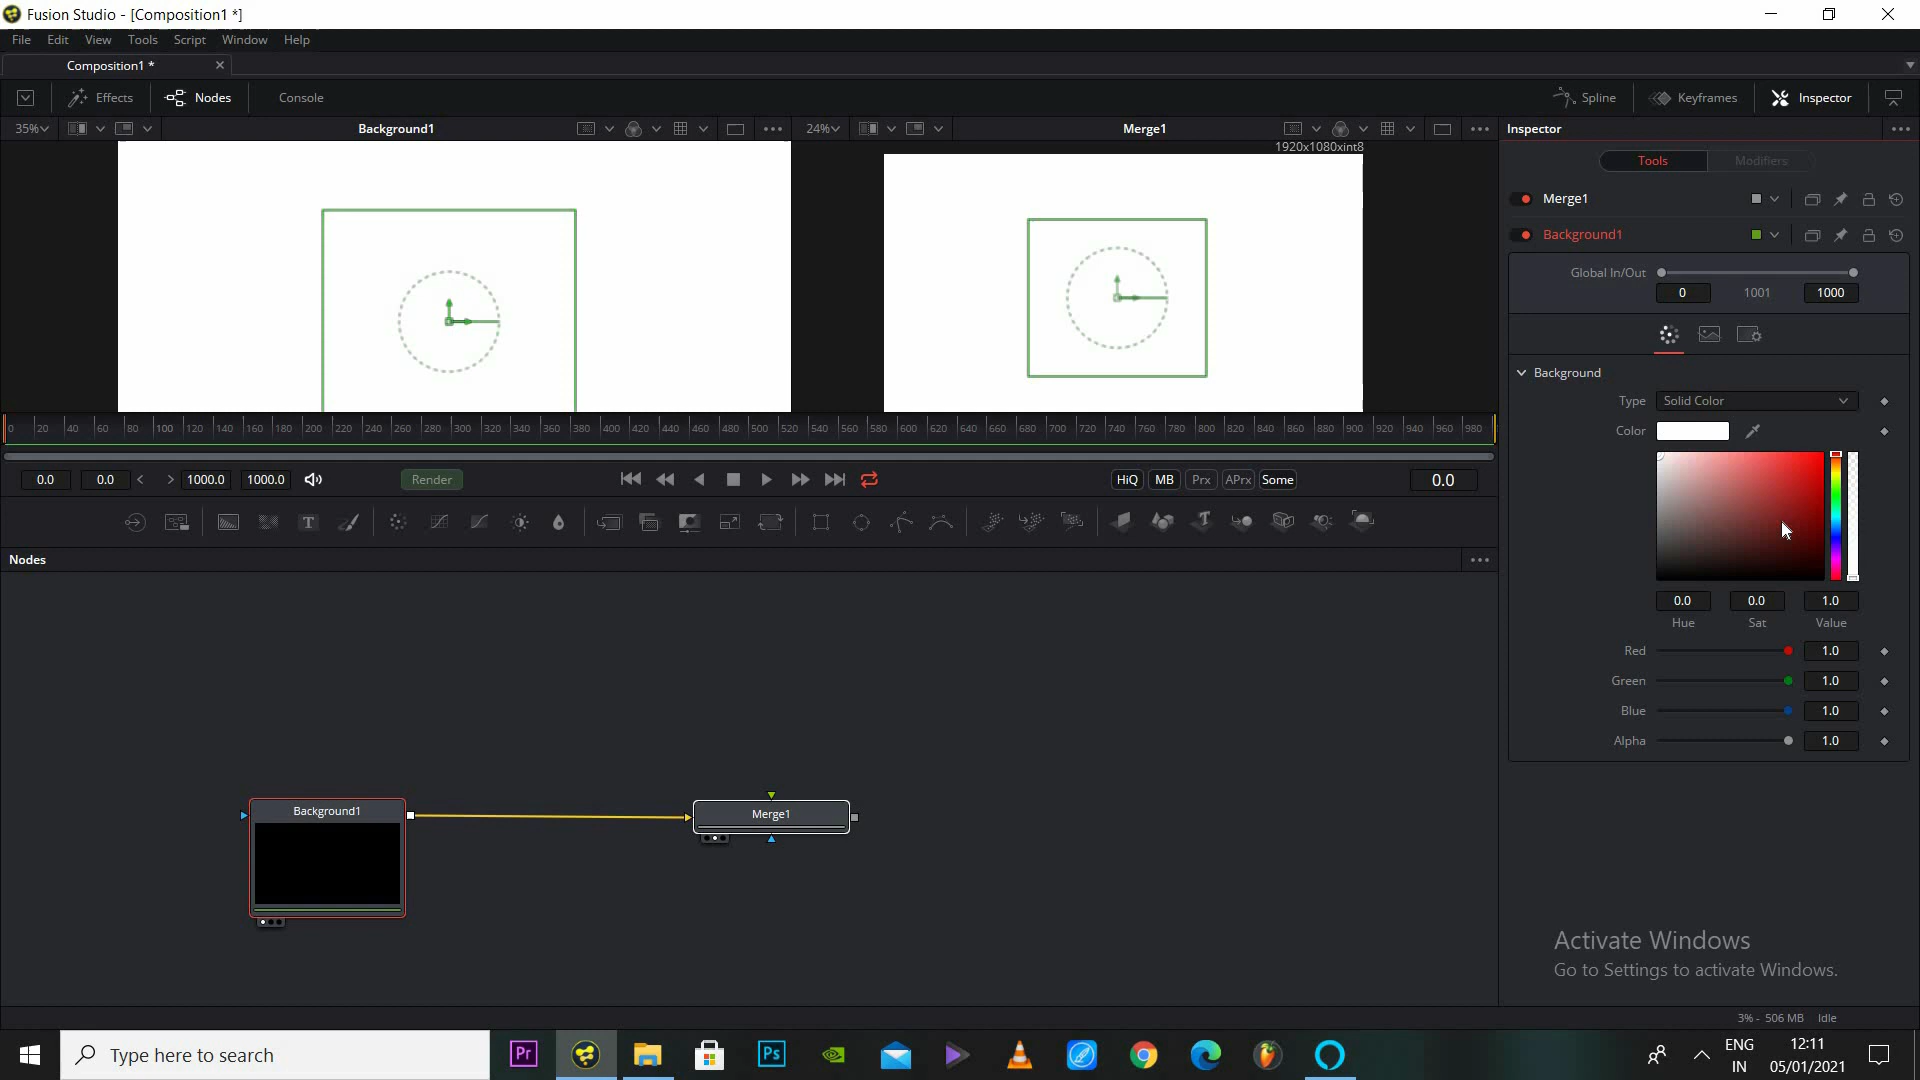 Fusion Studio - [Composition1 *]
File Edit View Tools Script Window Help
Composition1 *
Effects Nodes Console Spline Keyframes Inspector
35% Background1 24% Merge1 Inspector
1920x1080xint8
Tools Modifiers
Merge1
Background1
Global In/Out
0 1001 1000
Background
Type Solid Color
Color
0 20 40 60 80 100 120 140 160 180 200 220 240 260 280 300 320 340 360 380 400 420 440 460 480 500 520 540 560 580 600 620 640 660 680 700 720 740 760 780 800 820 840 860 880 900 920 940 960 980
0.0 0.0 < > 1000.0 1000.0 Render HiQ MB Prx APrx Some 0.0
T T
Nodes
0.0 0.0 1.0
Hue Sat Value
Red 1.0
Green 1.0
Blue 1.0
Alpha 1.0
Background1
Merge1
Activate Windows
Go to Settings to activate Windows.
3% - 506 MB Idle
Type here to search
Pr
Ps
ENG
IN
12:11
05/01/2021